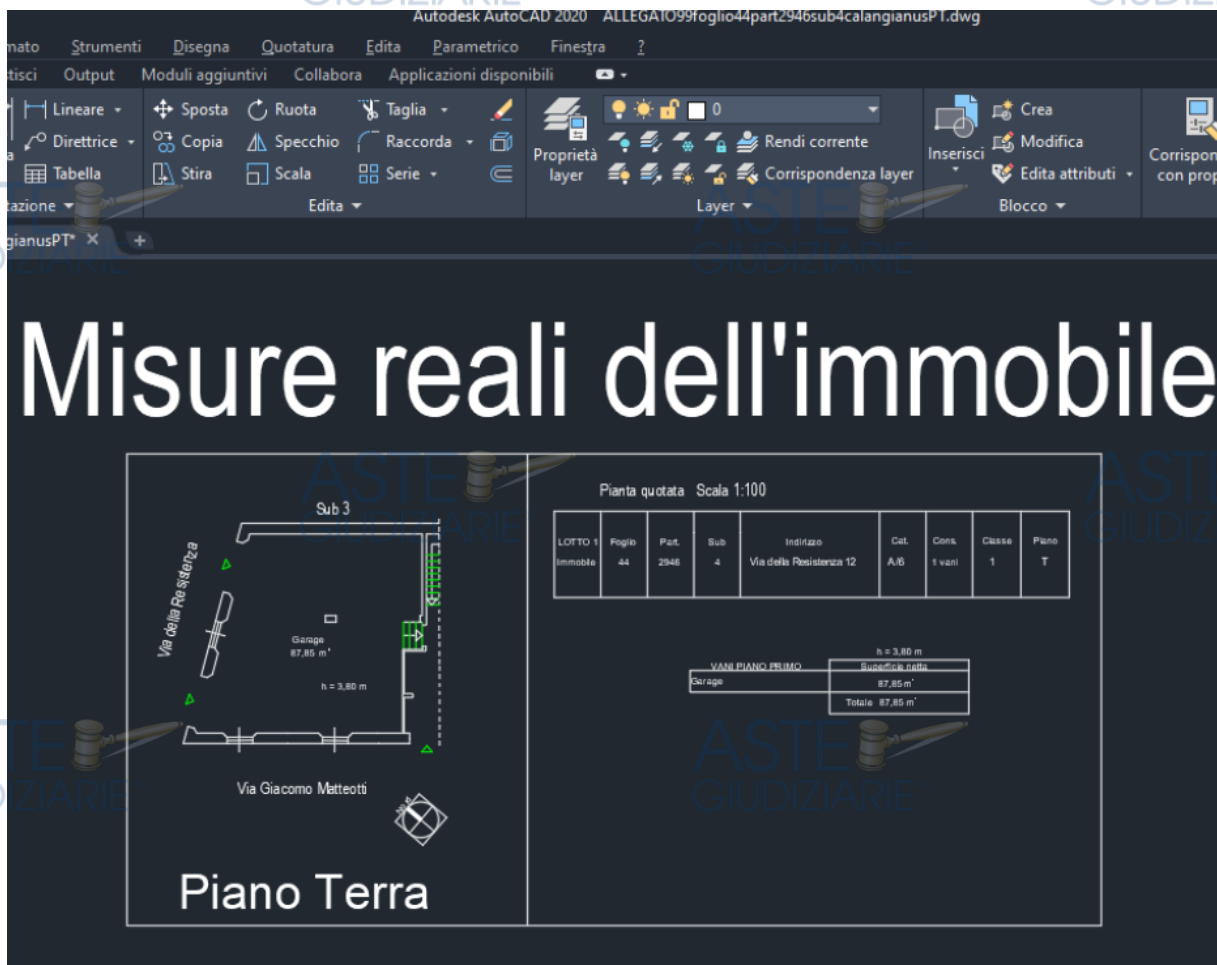 Autodesk AutoCAD 2020 ALLEGATO99foglio44part2946sub4calangianusPT.dwg
mato Strumenti Disegna Quotatura Edita Parametrico Finestra ?
tisci Output Moduli aggiuntivi Collabora Applicazioni disponibili
Lineare Sposta Ruota Taglia 0 Crea
Direttrice Copia Specchio Raccorda Proprietà layer Rendi corrente Inserisci Modifica Corrispon con prop
Tabella Stira Scala Serie Corrispondenza layer Edita attributi
tazione Edita Layer Blocco
gianusPT* × +
Misure reali dell'immobile
Pianta quotata Scala 1:100
Sub 3
LOTTO 1 Foglio Part. Sub Indirizzo Cat. Cons. Classe Piano
Immobile 44 2946 4 Via della Resistenza 12 A/6 1 vani 1 T
Via della Resistenza
Garage
87,85 m²
h = 3,80 m
h = 3,80 m
VANI PIANO PRIMO Superficie netta
Garage 87,85 m²
Totale 87,85 m²
Via Giacomo Matteotti
Piano Terra
ASTE
GIUDIZIARIE